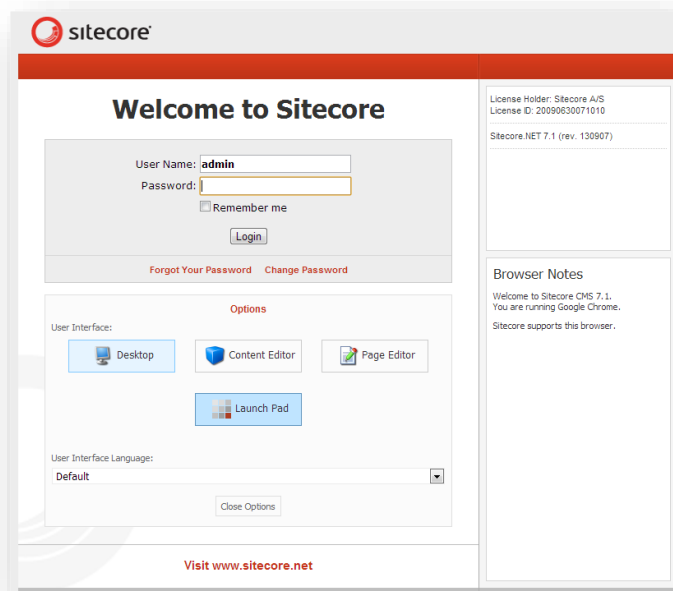 sitecore
Welcome to Sitecore
User Name: admin
Password:
Remember me
Login
Forgot Your Password Change Password
Options
User Interface:
Desktop
Content Editor
Page Editor
Launch Pad
User Interface Language:
Default
Close Options
Visit www.sitecore.net
License Holder: Sitecore A/S
License ID: 20090630071010
Sitecore.NET 7.1 (rev. 130907)
Browser Notes
Welcome to Sitecore CMS 7.1.
You are running Google Chrome.
Sitecore supports this browser.